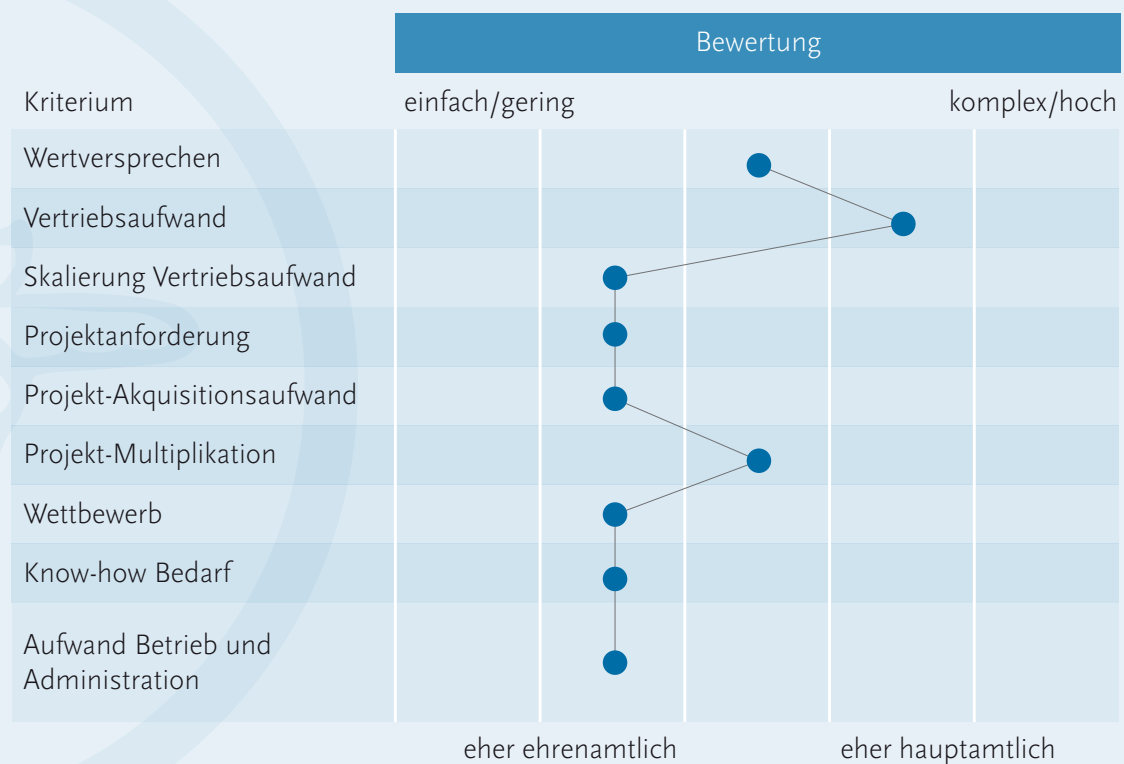 Bewertung
Kriterium
einfach/gering
komplex/hoch
Wertversprechen
Vertriebsaufwand
Skalierung Vertriebsaufwand
Projektanforderung
Projekt-Akquisitionsaufwand
Projekt-Multiplikation
Wettbewerb
Know-how Bedarf
Aufwand Betrieb und
Administration
eher ehrenamtlich
eher hauptamtlich